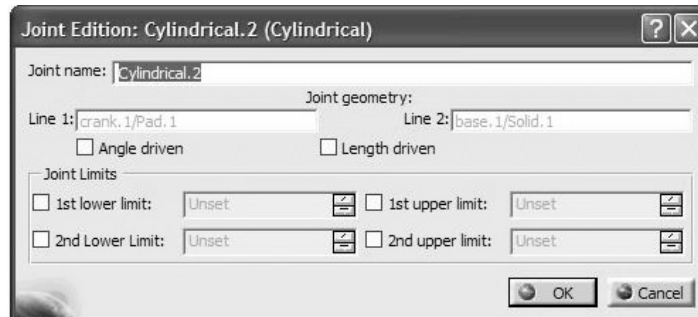 Joint Edition: Cylindrical.2 (Cylindrical)
Joint name: Cylindrical.2
Joint geometry:
Line 1: crank.1/Pad.1 Line 2: base.1/Solid.1
Angle driven Length driven
Joint Limits
1st lower limit: Unset 1st upper limit: Unset
2nd Lower Limit: Unset 2nd upper limit: Unset
OK Cancel